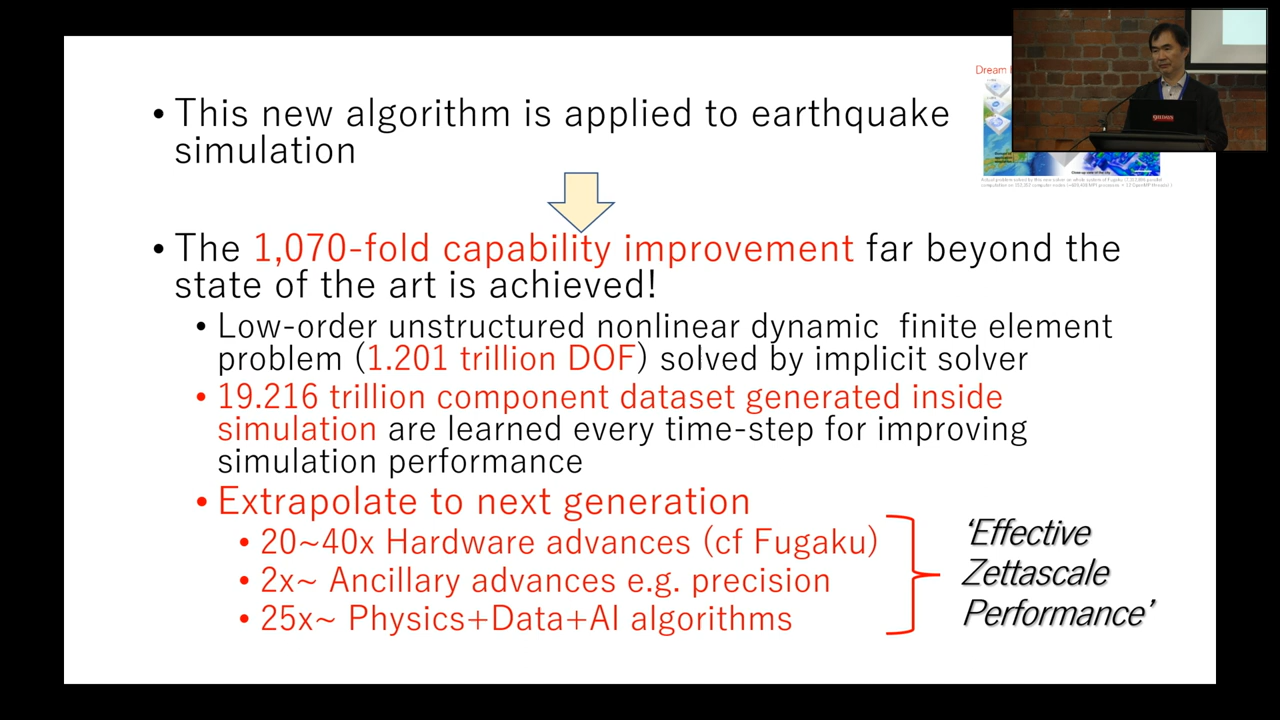 • This new algorithm is applied to earthquake
simulation
Dream
• The 1,070-fold capability improvement far beyond the
state of the art is achieved!
• Low-order unstructured nonlinear dynamic finite element
problem (1.201 trillion DOF) solved by implicit solver
• 19.216 trillion component dataset generated inside
simulation are learned every time-step for improving
simulation performance
• Extrapolate to next generation
• 20~40x Hardware advances (cf Fugaku)
• 2x~ Ancillary advances e.g. precision
• 25x~ Physics+Data+AI algorithms
‘Effective
Zettascale
Performance’